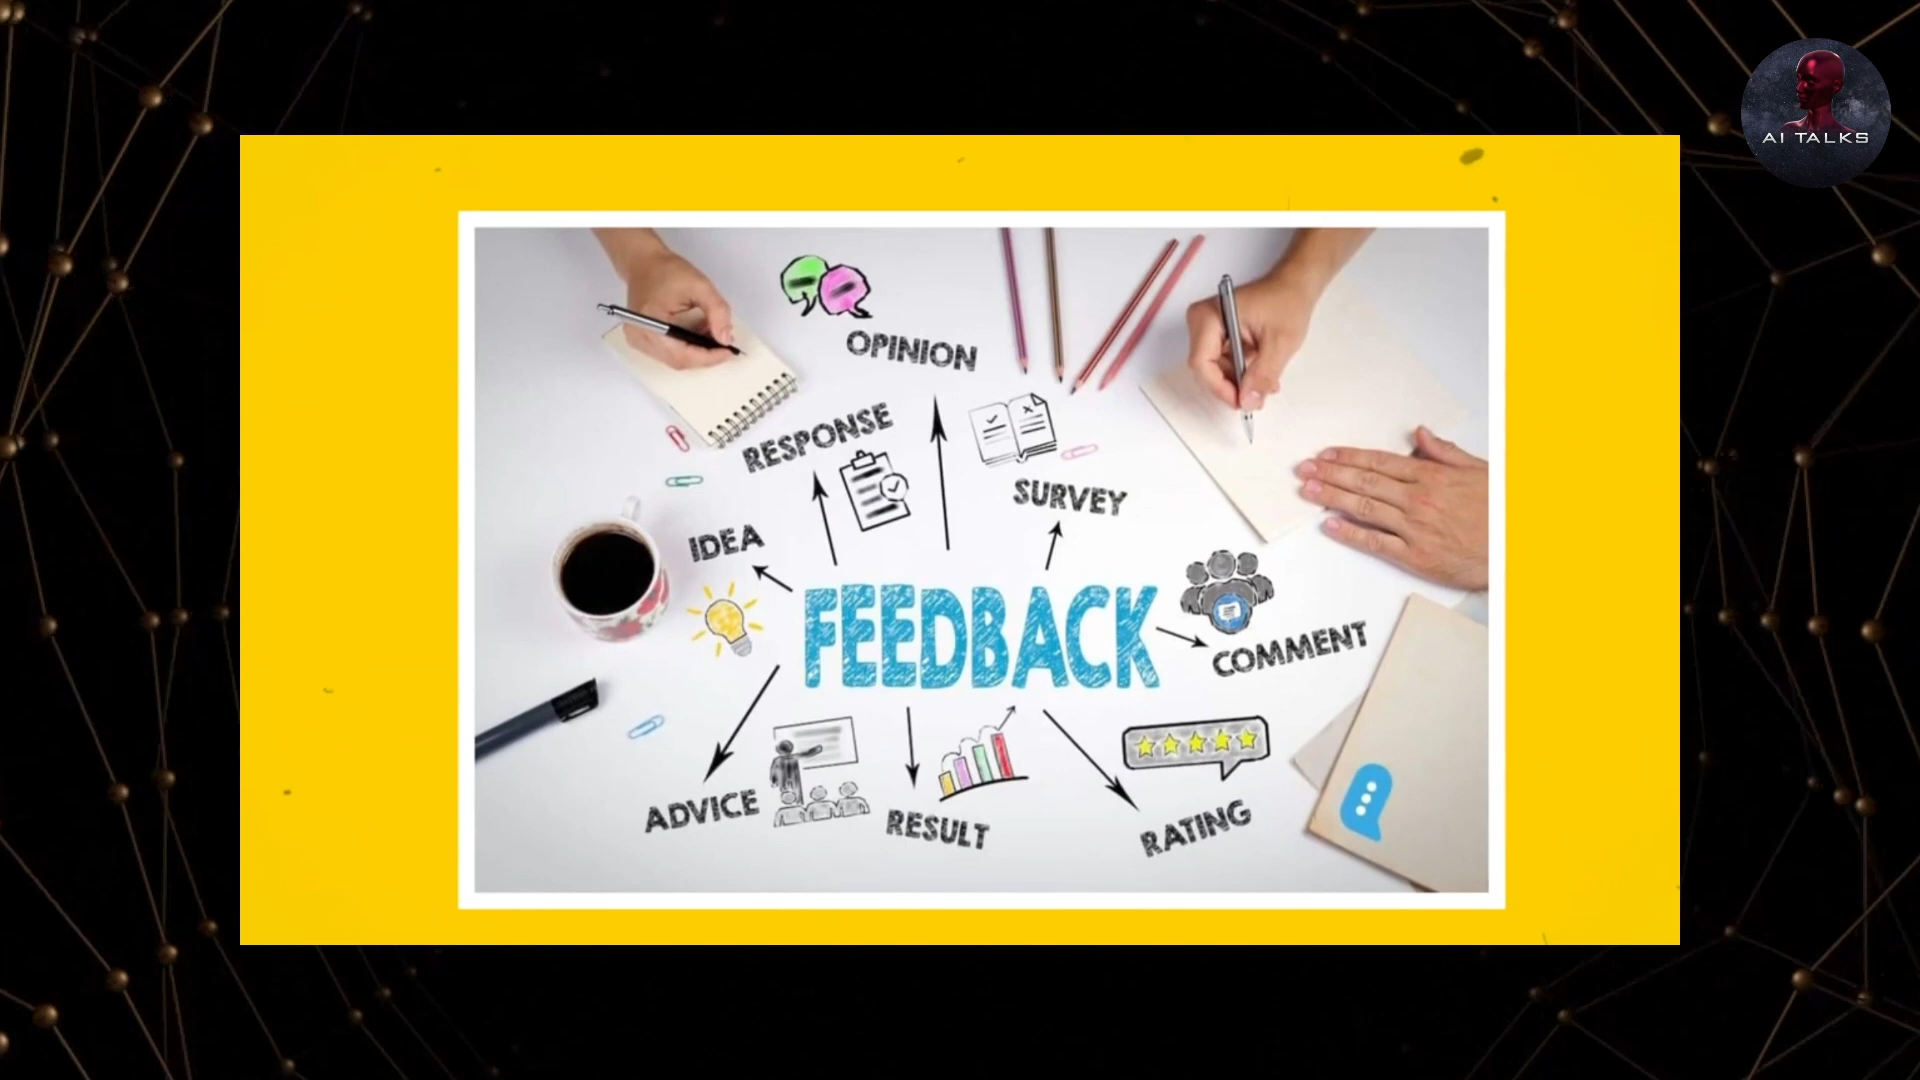 AI TALKS
OPINION
RESPONSE
SURVEY
IDEA
FEEDBACK
COMMENT
ADVICE
RESULT
RATING